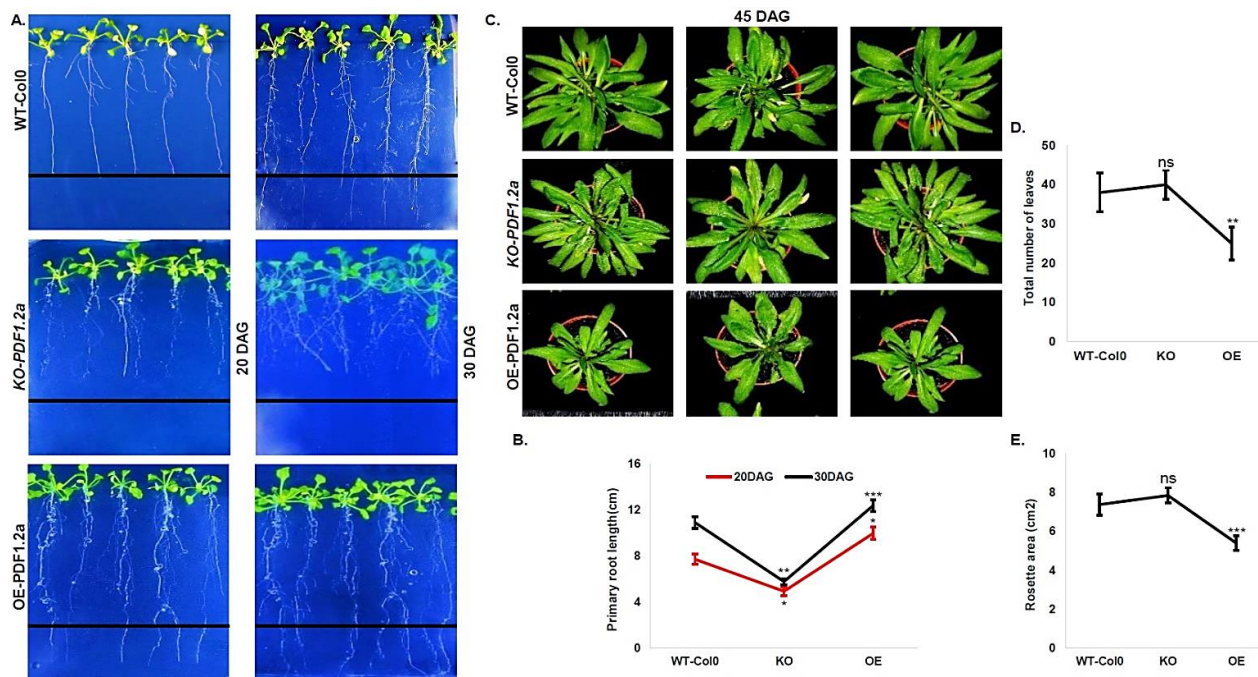 A.
WT-Col0
KO-PDF1.2a
OE-PDF1.2a
20 DAG
30 DAG
C.
45 DAG
WT-Col0
KO-PDF1.2a
OE-PDF1.2a
B.
Primary root length(cm)
16
12
8
4
0
20DAG
30DAG
**
*
***
*
WT-Col0
KO
OE
D.
Total number of leaves
50
40
30
20
10
0
ns
**
WT-Col0
KO
OE
E.
Rosette area (cm2)
10
8
6
4
2
0
ns
***
WT-Col0
KO
OE